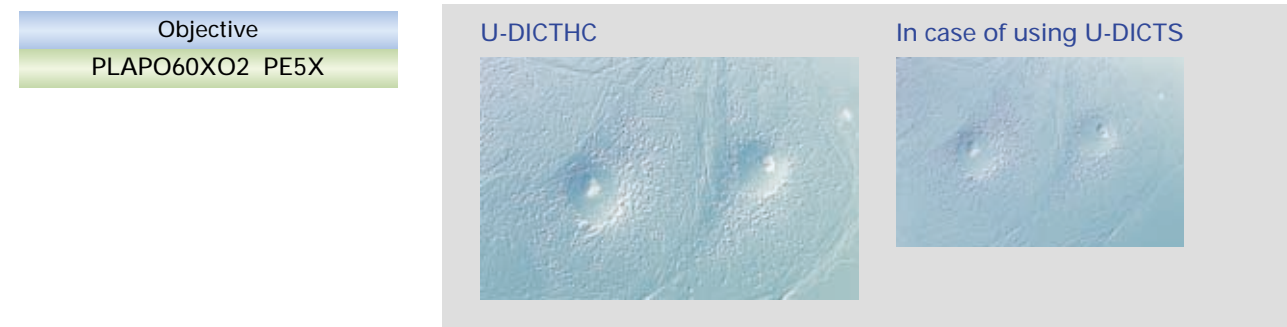 Objective
PLAPO60XO2 PE5X
U-DICTHC
In case of using U-DICTS